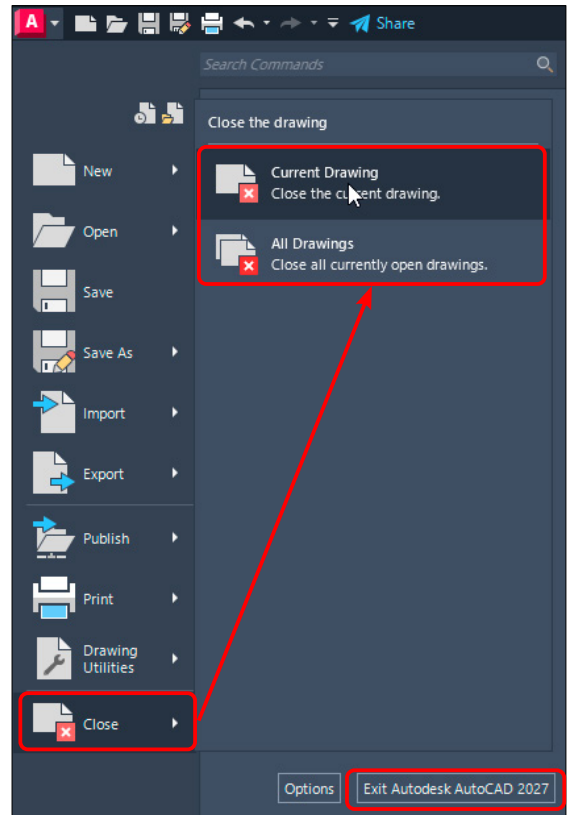 A
Share
Search Commands
Close the drawing
New
Open
Save
Save As
Import
Export
Publish
Print
Drawing
Utilities
Close
Current Drawing
Close the current drawing.
All Drawings
Close all currently open drawings.
Options
Exit Autodesk AutoCAD 2027